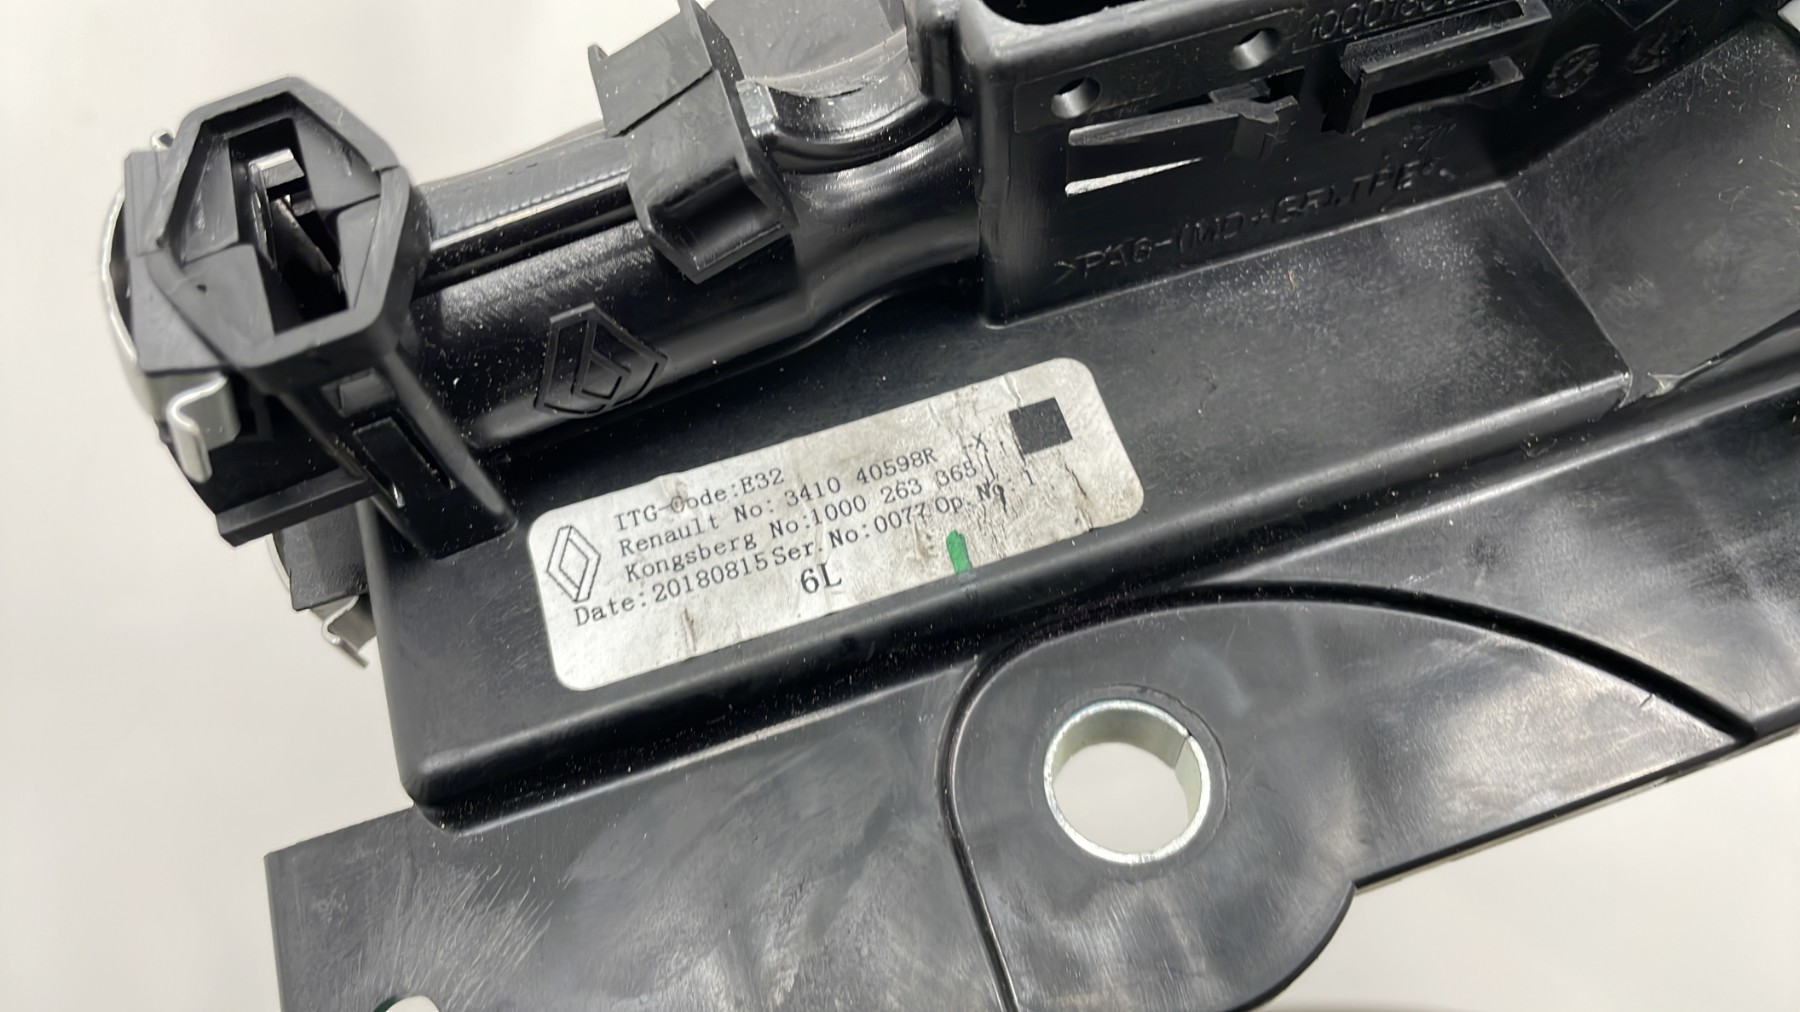 ITG-Code:E32
Renault No: 3410 40598R
Kongsberg No:1000 263 365
Date:20180815 Ser.No:0077 Op. No: 1
6L